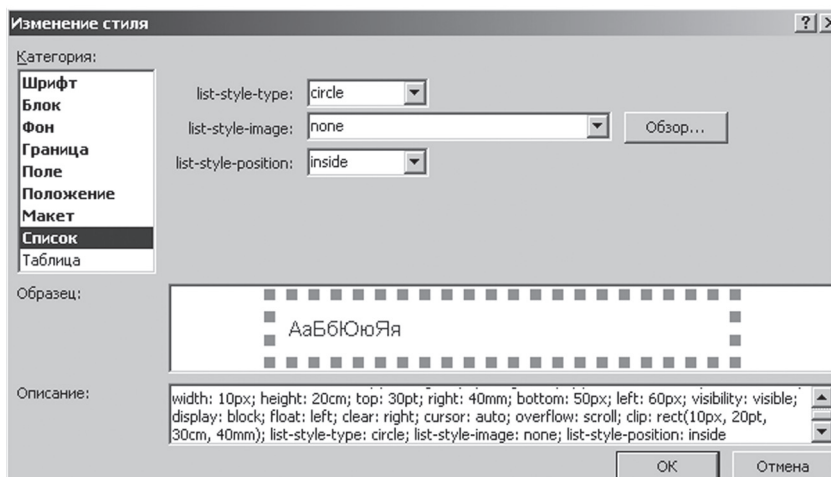 Изменение стиля
Категория:
Шрифт
Блок
Фон
Граница
Поле
Положение
Макет
Список
Таблица
list-style-type: circle
list-style-image: none Обзор...
list-style-position: inside
Образец:
АаБбЮюЯя
Описание:
width: 10px; height: 20cm; top: 30pt; right: 40mm; bottom: 50px; left: 60px; visibility: visible;
display: block; float: left; clear: right; cursor: auto; overflow: scroll; clip: rect(10px, 20pt,
30cm, 40mm); list-style-type: circle; list-style-image: none; list-style-position: inside
ОК Отмена